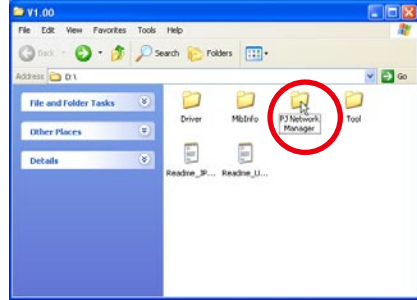 V1.00
File Edit View Favorites Tools Help
Back Search Folders
Address D:\ Go
File and Folder Tasks
Other Places
Details
Driver MibInfo PJ Network Manager Tool
Readme_JP... Readme_U...